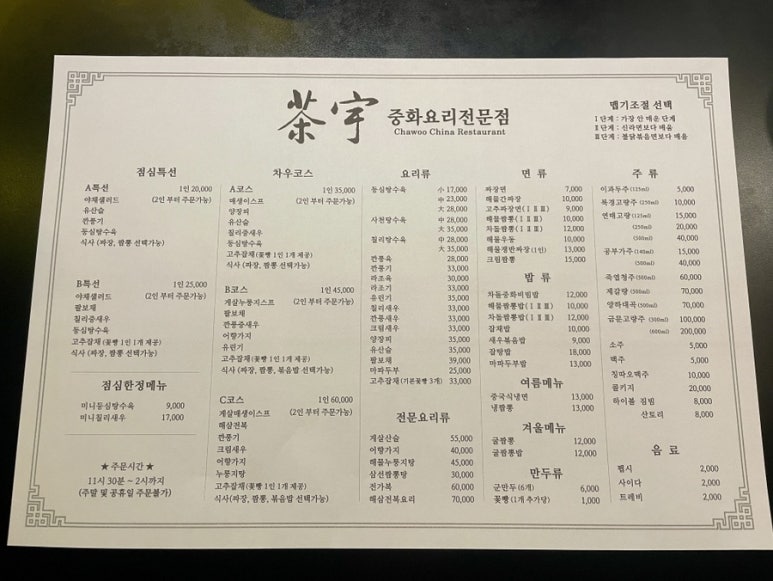 茶宇 중화요리전문점
Chawoo China Restaurant
맵기조절 선택
Ⅰ단계 : 가장 안 매운 단계
Ⅱ단계 : 신라면보다 매움
Ⅲ단계 : 불닭볶음면보다 매움
점심특선
A특선 1인 20,000
야채샐러드 (2인 부터 주문가능)
유산슬
깐풍기
등심탕수육
식사 (짜장, 짬뽕 선택가능)
B특선 1인 25,000
야채샐러드 (2인 부터 주문가능)
팔보채
칠리중새우
등심탕수육
고추잡채 (꽃빵 1인 1개 제공)
식사 (짜장, 짬뽕 선택가능)
점심한정메뉴
미니등심탕수육 9,000
미니칠리새우 17,000
★ 주문시간 ★
11시 30분 ~ 2시까지
(주말 및 공휴일 주문불가)
차우코스
A코스 1인 35,000
매생이스프 (2인 부터 주문가능)
양장피
유산슬
칠리중새우
등심탕수육
고추잡채 (꽃빵 1인 1개 제공)
식사 (짜장, 짬뽕 선택가능)
B코스 1인 45,000
게살누룽지스프 (2인 부터 주문가능)
팔보채
깐풍중새우
어향가지
유린기
고추잡채 (꽃빵 1인 1개 제공)
식사 (짜장, 짬뽕, 볶음밥 선택가능)
C코스 1인 60,000
게살매생이스프 (2인 부터 주문가능)
해삼전복
깐풍기
크림새우
어향가지
누룽지탕
고추잡채 (꽃빵 1인 1개 제공)
식사 (짜장, 짬뽕, 볶음밥 선택가능)
요리류
등심탕수육 小 17,000
中 23,000
大 28,000
사천탕수육 中 28,000
大 35,000
칠리탕수육 中 28,000
大 35,000
깐풍육 28,000
깐풍기 33,000
라조육 30,000
라조기 33,000
유린기 35,000
칠리새우 33,000
깐풍새우 33,000
크림새우 33,000
양장피 35,000
유산슬 35,000
팔보채 39,000
마파두부 25,000
고추잡채 (기본꽃빵 3개) 33,000
전문요리류
게살산슬 55,000
어향가지 40,000
해물누룽지탕 45,000
삼선짬뽕탕 30,000
전가복 60,000
해삼전복요리 70,000
면 류
짜장면 7,000
해물간짜장 10,000
고추짜장면 (Ⅰ Ⅱ Ⅲ) 9,000
해물짬뽕 (Ⅰ Ⅱ Ⅲ) 10,000
차돌짬뽕 (Ⅰ Ⅱ Ⅲ) 12,000
해물우동 10,000
해물쟁반짜장 (1인) 13,000
크림짬뽕 15,000
밥 류
차돌중화비빔밥 12,000
해물짬뽕밥 (Ⅰ Ⅱ Ⅲ) 10,000
차돌짬뽕밥 (Ⅰ Ⅱ Ⅲ) 12,000
잡채밥 10,000
새우볶음밥 9,000
잡탕밥 18,000
마파두부밥 13,000
여름메뉴
중국식냉면 13,000
냉짬뽕 13,000
겨울메뉴
굴짬뽕 12,000
굴짬뽕밥 12,000
만두류
군만두 (6개) 6,000
꽃빵 (1개 추가당) 1,000
주 류
이과두주 (125ml) 5,000
북경고량주 (250ml) 10,000
연태고량 (125ml) 15,000
(250ml) 20,000
(500ml) 40,000
공부가주 (140ml) 15,000
(500ml) 40,000
죽엽청주 (500ml) 60,000
제갈량 (500ml) 70,000
양하대곡 (500ml) 70,000
금문고량주 (300ml) 100,000
(600ml) 200,000
소주 5,000
맥주 5,000
칭따오맥주 10,000
콜키지 20,000
하이볼 짐빔 8,000
산토리 8,000
음 료
펩시 2,000
사이다 2,000
트레비 2,000